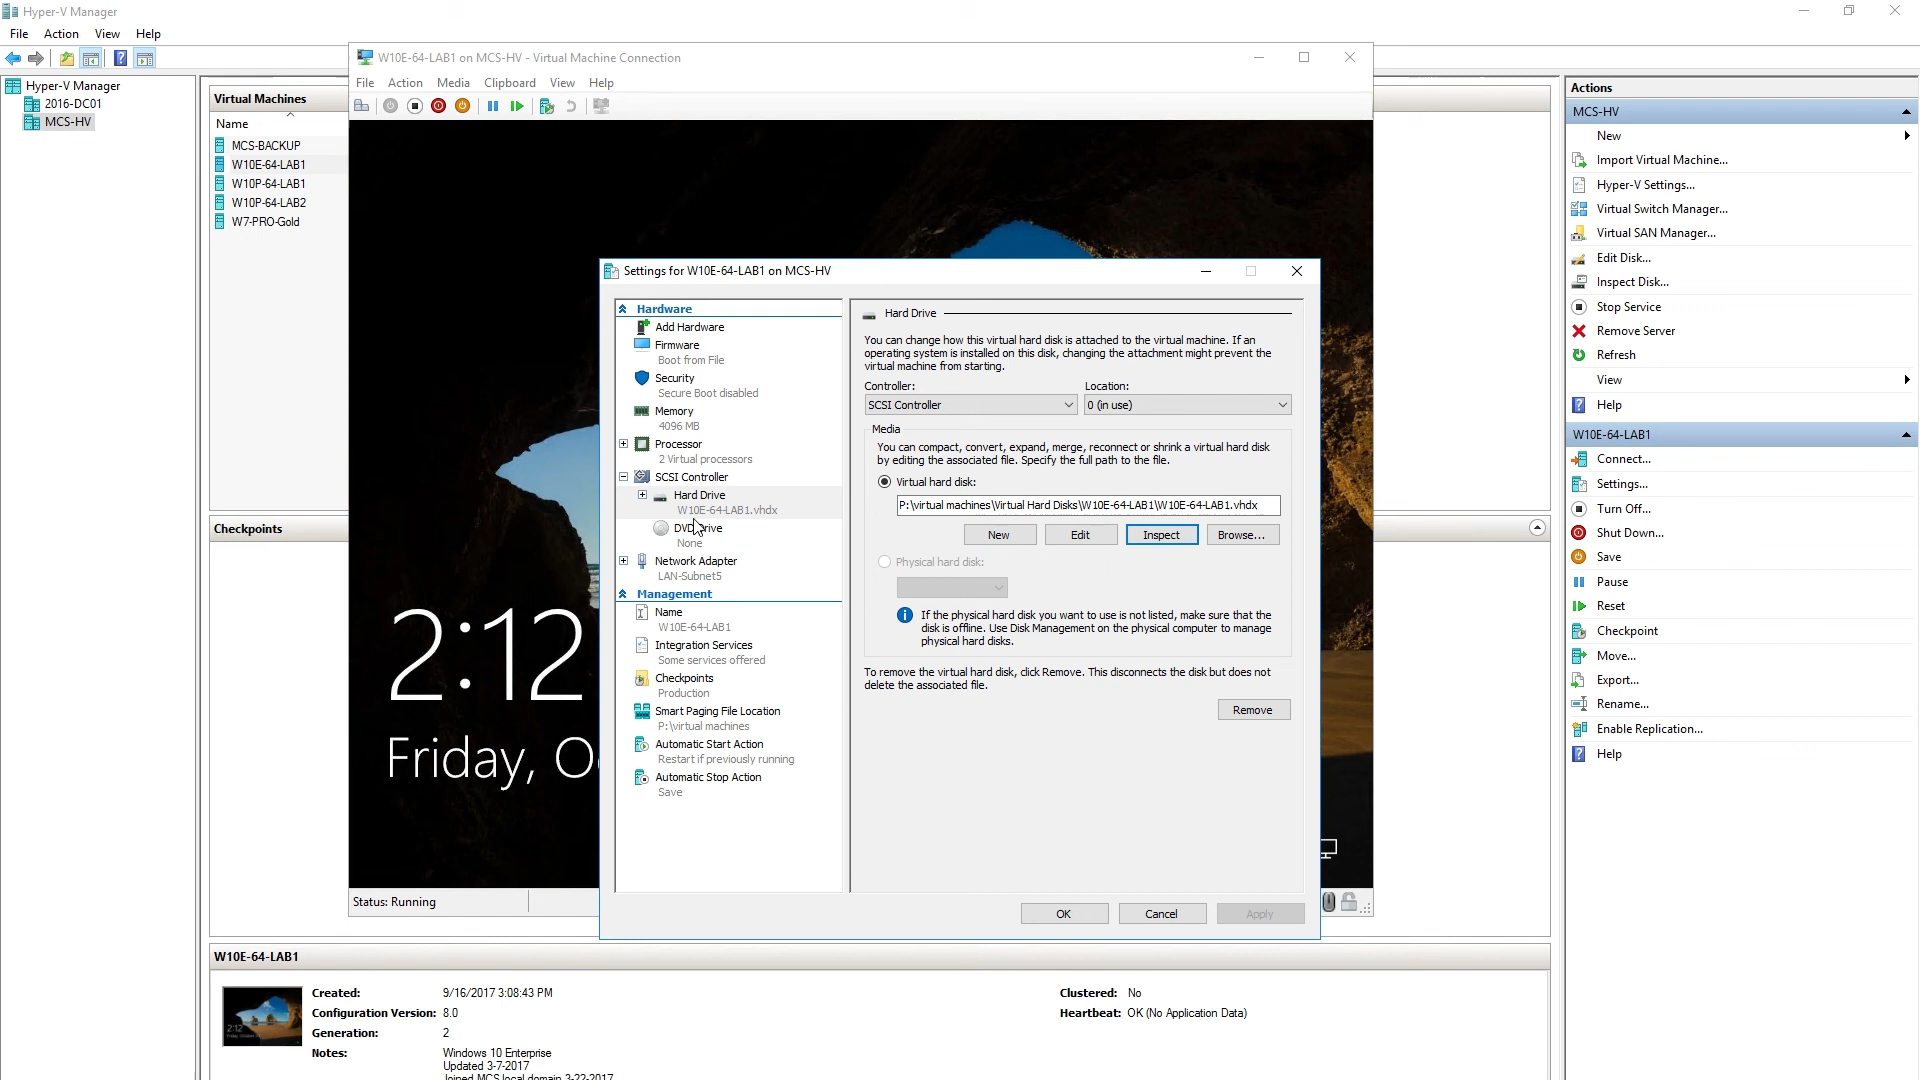 Hyper-V Manager
File Action View Help
Hyper-V Manager
2016-DC01
MCS-HV
Virtual Machines
Name
MCS-BACKUP
W10E-64-LAB1
W10P-64-LAB1
W10P-64-LAB2
W7-PRO-Gold
Checkpoints
W10E-64-LAB1 on MCS-HV - Virtual Machine Connection
File Action Media Clipboard View Help
2:12
Friday, O
Status: Running
Settings for W10E-64-LAB1 on MCS-HV
Hardware
Add Hardware
Firmware
Boot from File
Security
Secure Boot disabled
Memory
4096 MB
Processor
2 Virtual processors
SCSI Controller
Hard Drive
W10E-64-LAB1.vhdx
DVD Drive
None
Network Adapter
LAN-Subnet5
Management
Name
W10E-64-LAB1
Integration Services
Some services offered
Checkpoints
Production
Smart Paging File Location
P:\virtual machines
Automatic Start Action
Restart if previously running
Automatic Stop Action
Save
Hard Drive
You can change how this virtual hard disk is attached to the virtual machine. If an
operating system is installed on this disk, changing the attachment might prevent the
virtual machine from starting.
Controller: Location:
SCSI Controller 0 (in use)
Media
You can compact, convert, expand, merge, reconnect or shrink a virtual hard disk
by editing the associated file. Specify the full path to the file.
Virtual hard disk:
P:\virtual machines\Virtual Hard Disks\W10E-64-LAB1\W10E-64-LAB1.vhdx
New Edit Inspect Browse...
Physical hard disk:
If the physical hard disk you want to use is not listed, make sure that the
disk is offline. Use Disk Management on the physical computer to manage
physical hard disks.
To remove the virtual hard disk, click Remove. This disconnects the disk but does not
delete the associated file.
Remove
OK Cancel Apply
Actions
MCS-HV
New
Import Virtual Machine...
Hyper-V Settings...
Virtual Switch Manager...
Virtual SAN Manager...
Edit Disk...
Inspect Disk...
Stop Service
Remove Server
Refresh
View
Help
W10E-64-LAB1
Connect...
Settings...
Turn Off...
Shut Down...
Save
Pause
Reset
Checkpoint
Move...
Export...
Rename...
Enable Replication...
Help
W10E-64-LAB1
2:12
Created: 9/16/2017 3:08:43 PM
Configuration Version: 8.0
Generation: 2
Notes: Windows 10 Enterprise
Updated 3-7-2017
Joined MCS.local domain 3-22-2017
Clustered: No
Heartbeat: OK (No Application Data)